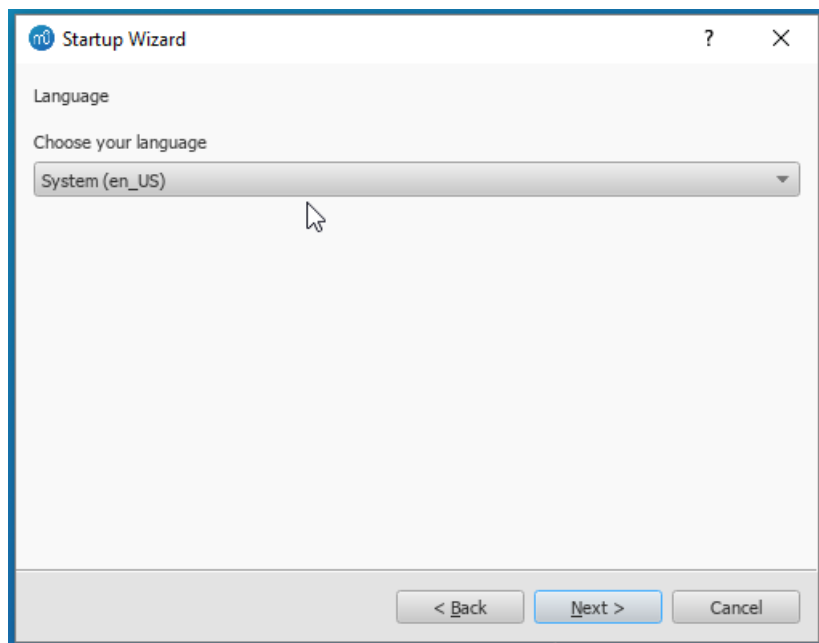 Startup Wizard
Language
Choose your language
System (en_US)
< Back Next > Cancel